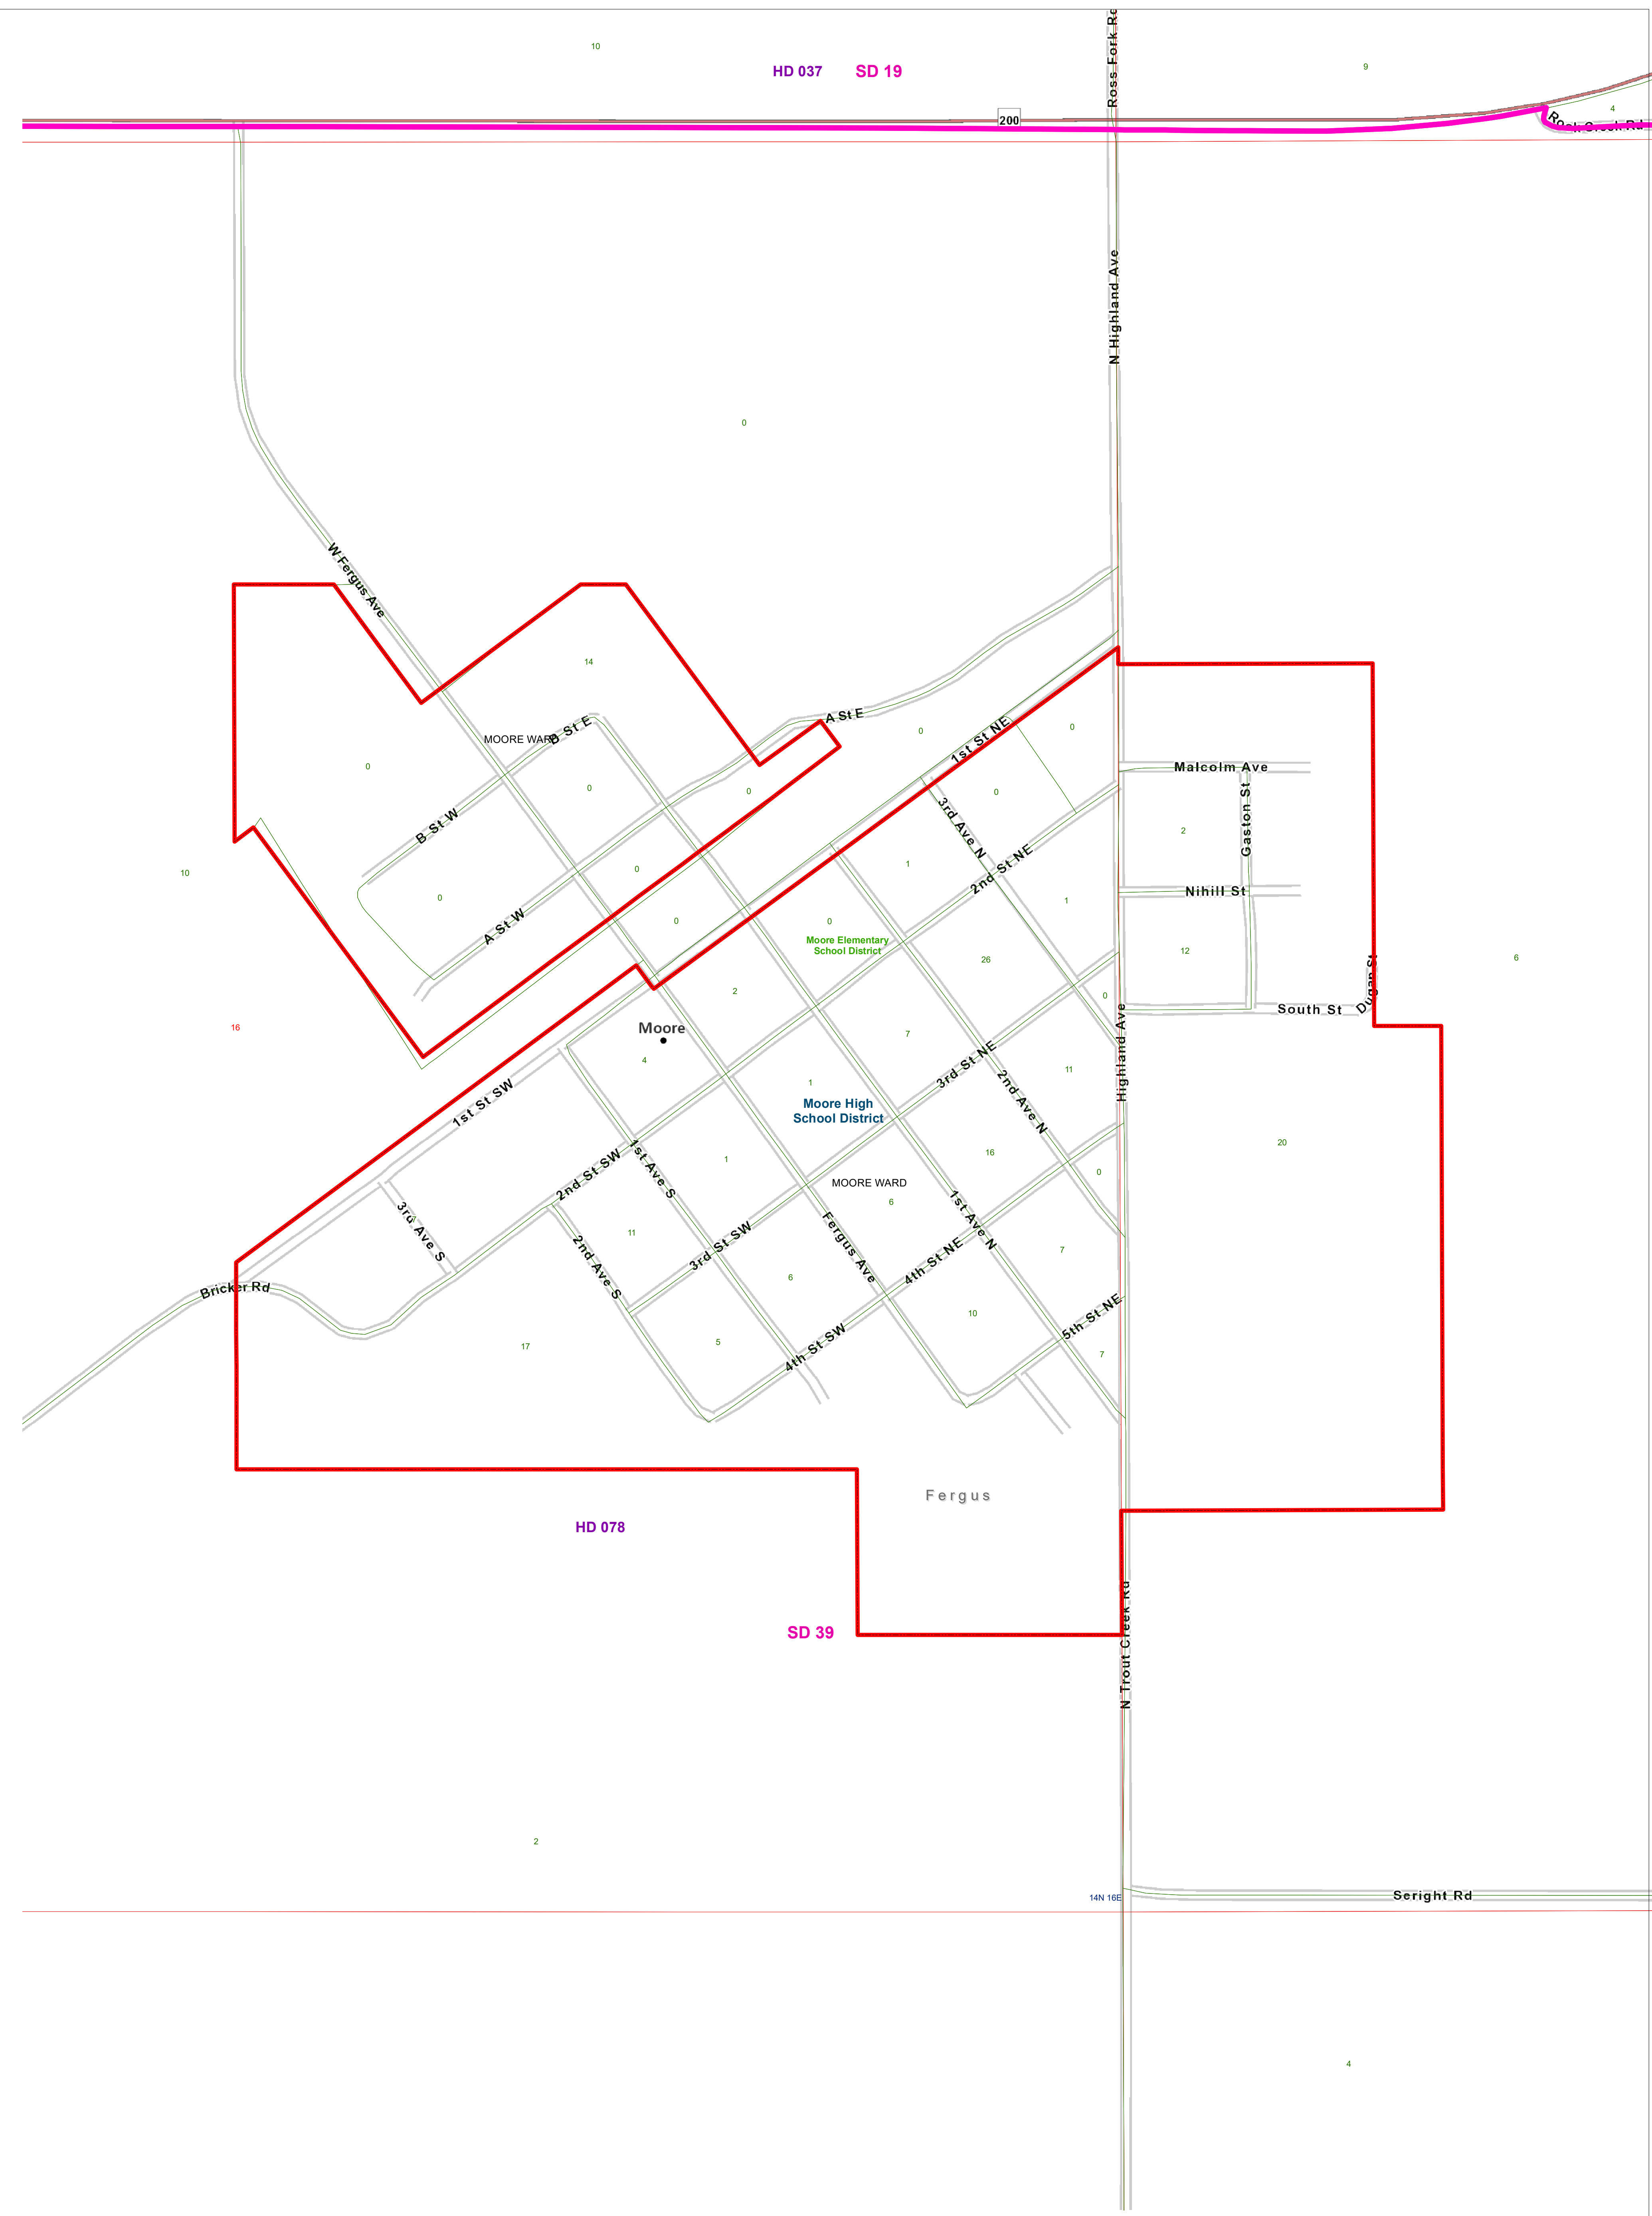 10
HD 037
SD 19
9
Ross Fork Rd
4
200
Rock Creek Rd
N Highland Ave
0
W Fergus Ave
14
A St E
0
1st St NE
0
B St E
MOORE WARD
0
0
0
0
Malcolm Ave
B St W
3rd Ave N
2
Gaston St
1
2nd St NE
10
0
0
1
Nihill St
A St W
0
0
Moore Elementary
School District
26
12
6
Dugan St
2
0
South St
16
Moore
4
7
Highland Ave
3rd St NE
11
1
2nd Ave N
1st St SW
Moore High
School District
20
1st Ave S
2nd St SW
1
16
0
MOORE WARD
6
3rd Ave S
7
11
3rd St SW
Fergus Ave
1st Ave N
7
2nd Ave S
4th St NE
Bricker Rd
6
10
5th St NE
17
5
4th St SW
7
Fergus
HD 078
SD 39
N Trout Creek Rd
2
14N 16E
Seright Rd
4